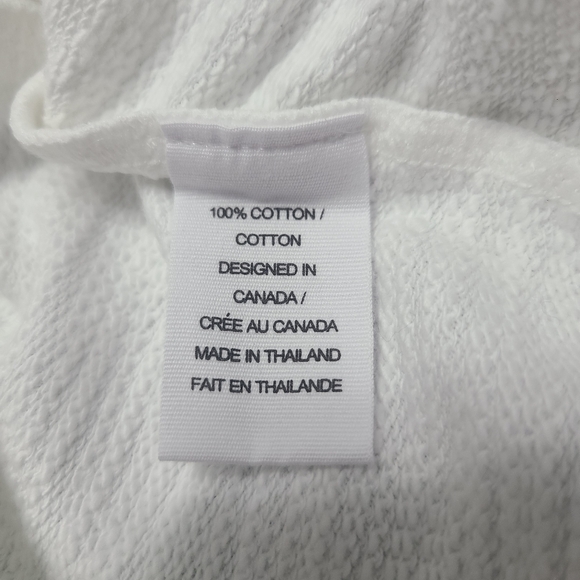 100% COTTON /
COTTON
DESIGNED IN
CANADA /
CRÉE AU CANADA
MADE IN THAILAND
FAIT EN THAILANDE